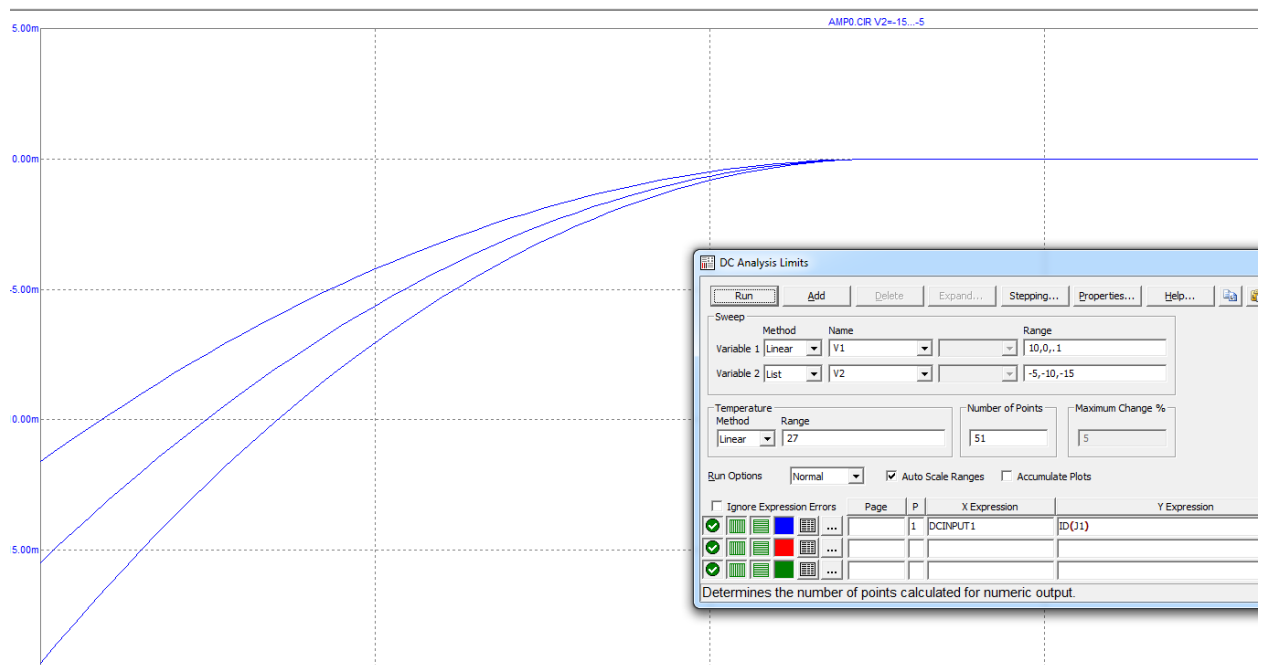 AMP0.CIR V2=-15...-5
5.00m
0.00m
-5.00m
0.00m
5.00m
DC Analysis Limits
Run Add Delete Expand... Stepping... Properties... Help...
Sweep
Method Name Range
Variable 1 Linear V1 10,0,.1
Variable 2 List V2 -5,-10,-15
Temperature Number of Points Maximum Change %
Method Range
Linear 27 51 5
Run Options Normal Auto Scale Ranges Accumulate Plots
Ignore Expression Errors Page P X Expression Y Expression
... 1 DCINPUT1 ID(J1)
...
...
Determines the number of points calculated for numeric output.